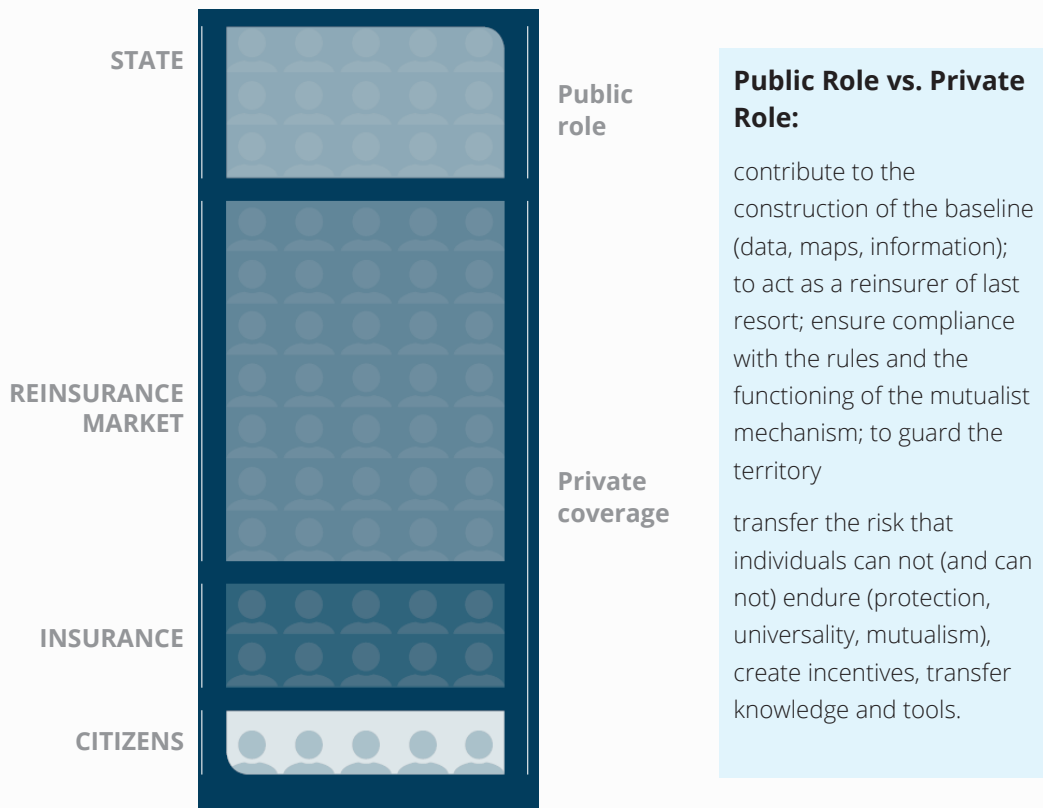 STATE
Public
role
REINSURANCE
MARKET
Private
coverage
INSURANCE
CITIZENS
Public Role vs. Private
Role:
contribute to the
construction of the baseline
(data, maps, information);
to act as a reinsurer of last
resort; ensure compliance
with the rules and the
functioning of the mutualist
mechanism; to guard the
territory
transfer the risk that
individuals can not (and can
not) endure (protection,
universality, mutualism),
create incentives, transfer
knowledge and tools.